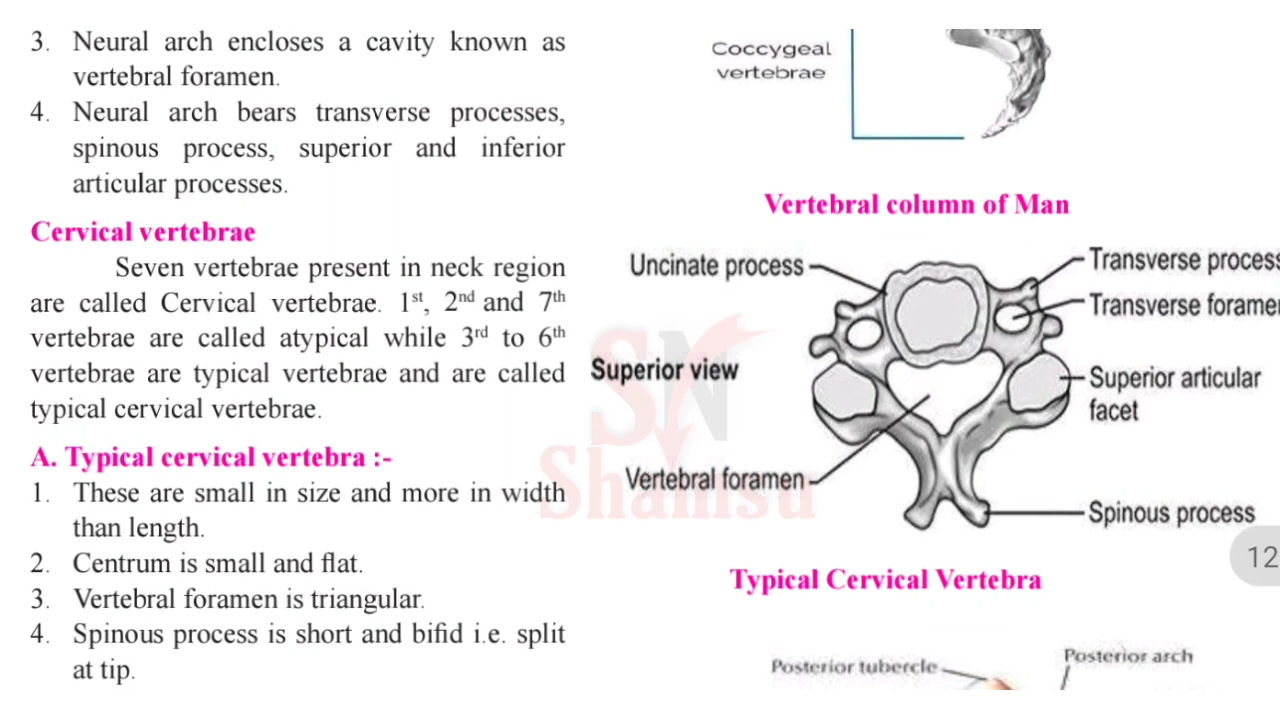 3. Neural arch encloses a cavity known as
vertebral foramen.
4. Neural arch bears transverse processes,
spinous process, superior and inferior
articular processes.
Cervical vertebrae
Seven vertebrae present in neck region
are called Cervical vertebrae. 1st, 2nd and 7th
vertebrae are called atypical while 3rd to 6th
vertebrae are typical vertebrae and are called
typical cervical vertebrae.
A. Typical cervical vertebra :-
1. These are small in size and more in width
than length.
2. Centrum is small and flat.
3. Vertebral foramen is triangular.
4. Spinous process is short and bifid i.e. split
at tip.
Coccygeal
vertebrae
Vertebral column of Man
Uncinate process
Transverse process
Transverse foramen
Superior view
Superior articular
facet
Vertebral foramen
Spinous process
Typical Cervical Vertebra
Posterior tubercle
Posterior arch
SN
Shamsu
12